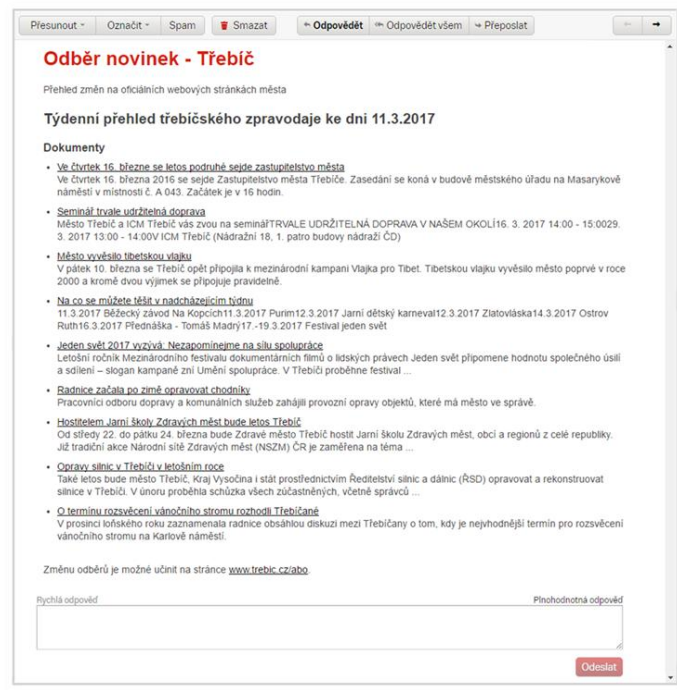 Přesunout Označit Spam Smazat Odpovědět Odpovědět všem Přeposlat
Odběr novinek - Třebíč
Přehled změn na oficiálních webových stránkách města
Týdenní přehled třebíčského zpravodaje ke dni 11.3.2017
Dokumenty
• Ve čtvrtek 16. března se letos podruhé sejde zastupitelstvo města
Ve čtvrtek 16. března 2016 se sejde Zastupitelstvo města Třebíče. Zasedání se koná v budově městského úřadu na Masarykově
náměstí v místnosti č. A 043. Začátek je v 16 hodin.
• Seminář trvale udržitelná doprava
Město Třebíč a ICM Třebíč vás zvou na seminářTRVALE UDRŽITELNÁ DOPRAVA V NAŠEM OKOLÍ16. 3. 2017 14:00 - 15:0029.
3. 2017 13:00 - 14:00V ICM Třebíč (Nádražní 18, 1. patro budovy nádraží ČD)
• Město vyvěsilo tibetskou vlajku
V pátek 10. března se Třebíč opět připojila k mezinárodní kampani Vlajka pro Tibet. Tibetskou vlajku vyvěsilo město poprvé v roce
2000 a kromě dvou výjimek se připojuje pravidelně.
• Na co se můžete těšit v nadcházejícím týdnu
11.3.2017 Běžecký závod Na Kopcích11.3.2017 Purim12.3.2017 Jarní dětský karneval12.3.2017 Zlatovláska14.3.2017 Ostrov
Ruth16.3.2017 Přednáška - Tomáš Madrý17.-19.3.2017 Festival jeden svět
• Jeden svět 2017 vyzývá: Nezapomínejme na sílu spolupráce
Letošní ročník Mezinárodního festivalu dokumentárních filmů o lidských právech Jeden svět připomene hodnotu společného úsilí
a sdílení – slogan kampaně zní Umění spolupráce. V Třebíči proběhne festival ...
• Radnice začala po zimě opravovat chodníky
Pracovníci odboru dopravy a komunálních služeb zahájili provozní opravy objektů, které má město ve správě.
• Hostitelem Jarní školy Zdravých měst bude letos Třebíč
Od středy 22. do pátku 24. března bude Zdravé město Třebíč hostit Jarní školu Zdravých měst, obcí a regionů z celé republiky.
Již tradiční akce Národní sítě Zdravých měst (NSZM) ČR je zaměřena na téma ...
• Opravy silnic v Třebíči v letošním roce
Také letos bude město Třebíč, Kraj Vysočina i stát prostřednictvím Ředitelství silnic a dálnic (ŘSD) opravovat a rekonstruovat
silnice v Třebíči. V únoru proběhla schůzka všech zúčastněných, včetně správců ...
• O termínu rozsvěcení vánočního stromu rozhodli Třebíčané
V prosinci loňského roku zaznamenala radnice obsáhlou diskuzi mezi Třebíčany o tom, kdy je nejvhodnější termín pro rozsvěcení
vánočního stromu na Karlově náměstí.
Změnu odběrů je možné učinit na stránce www.trebic.cz/abo.
Rychlá odpověď Plnohodnotná odpověď
Odeslat